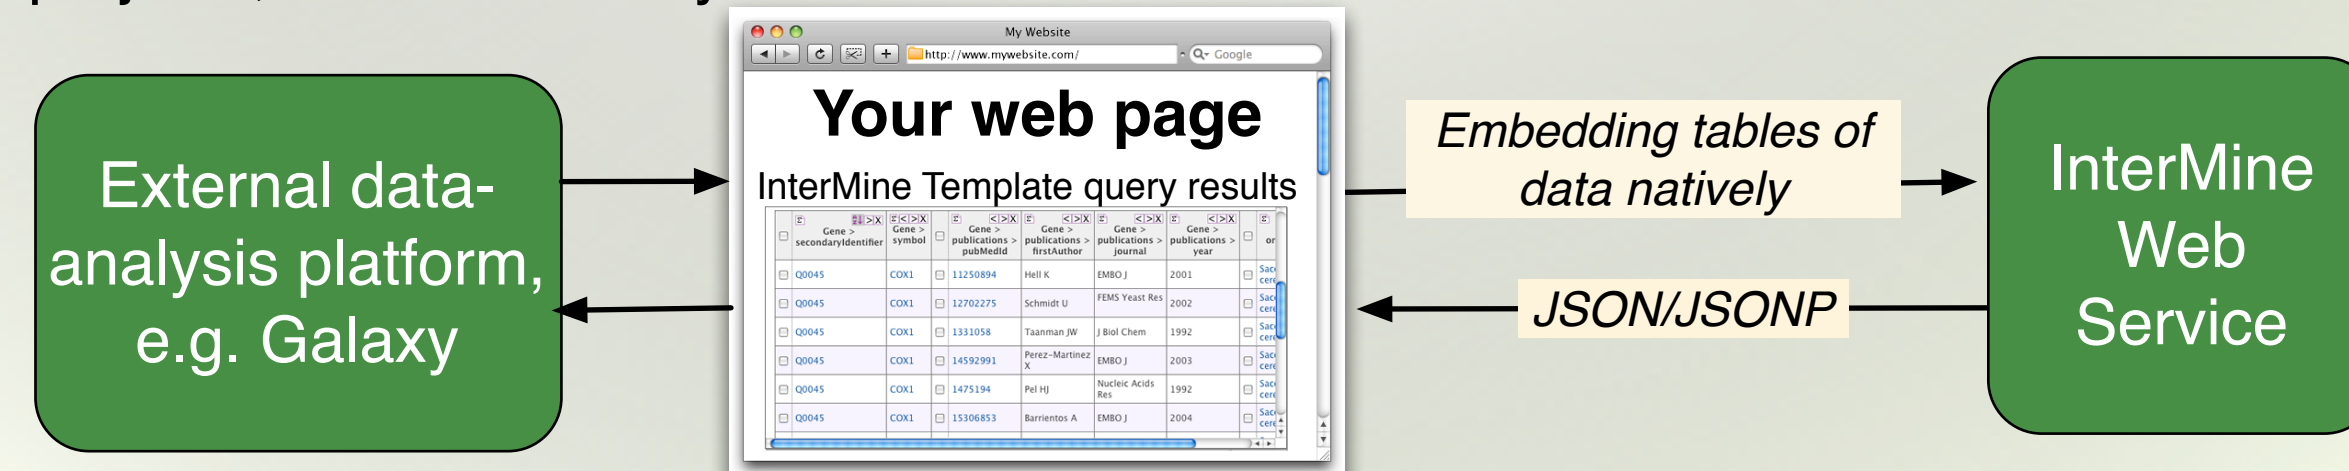 My Website
http://www.mywebsite.com/
Google
Your web page
InterMine Template query results
External data-
analysis platform,
e.g. Galaxy
Embedding tables of
data natively
JSON/JSONP
InterMine
Web
Service
Gene > secondaryIdentifier Gene > symbol Gene > publications > pubMedId Gene > publications > firstAuthor Gene > publications > journal Gene > publications > year
Q0045 COX1 11250894 Hell K EMBO J 2001
Q0045 COX1 12702275 Schmidt U FEMS Yeast Res 2002
Q0045 COX1 1331058 Taanman JW J Biol Chem 1992
Q0045 COX1 14592991 Perez-Martinez X EMBO J 2003
Q0045 COX1 1475194 Pel HJ Nucleic Acids Res 1992
Q0045 COX1 15306853 Barrientos A EMBO J 2004